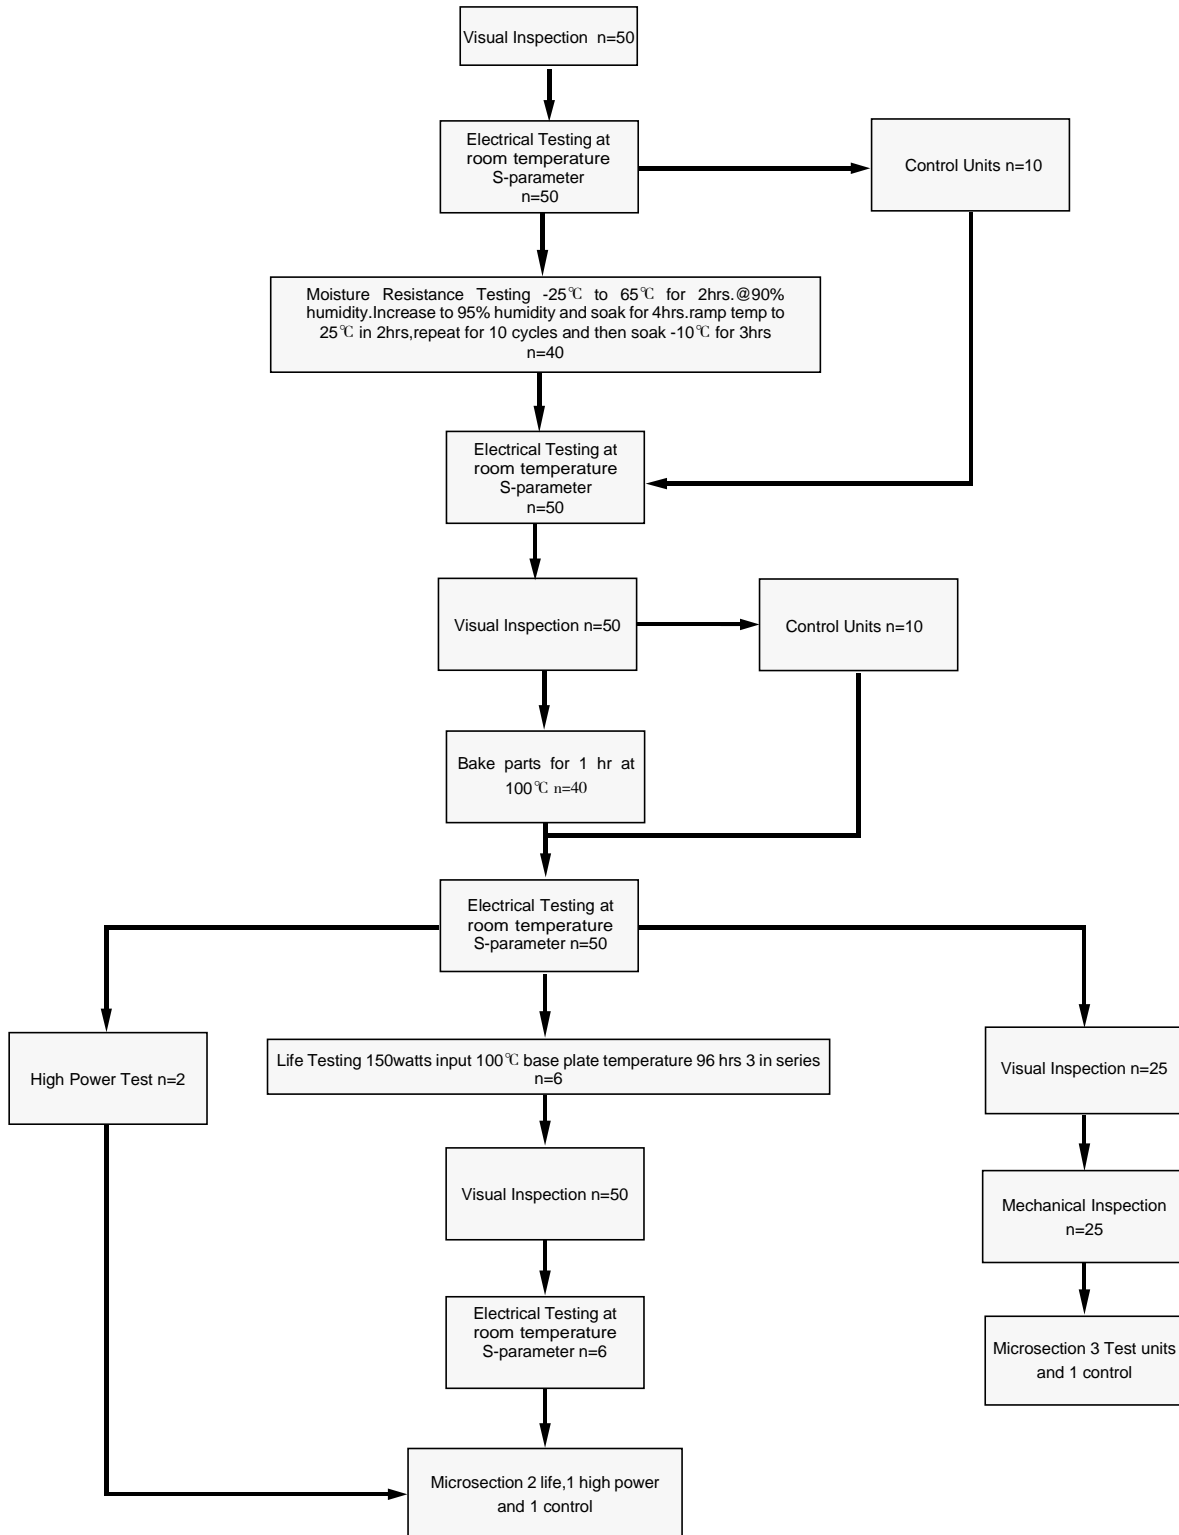 Visual Inspection n=50
Electrical Testing at
room temperature
S-parameter
n=50
Control Units n=10
Moisture Resistance Testing -25℃ to 65℃ for 2hrs.@90%
humidity.Increase to 95% humidity and soak for 4hrs.ramp temp to
25℃ in 2hrs,repeat for 10 cycles and then soak -10℃ for 3hrs
n=40
Electrical Testing at
room temperature
S-parameter
n=50
Visual Inspection n=50
Control Units n=10
Bake parts for 1 hr at
100℃ n=40
Electrical Testing at
room temperature
S-parameter n=50
High Power Test n=2
Life Testing 150watts input 100℃ base plate temperature 96 hrs 3 in series
n=6
Visual Inspection n=25
Visual Inspection n=50
Mechanical Inspection
n=25
Electrical Testing at
room temperature
S-parameter n=6
Microsection 3 Test units
and 1 control
Microsection 2 life,1 high power
and 1 control